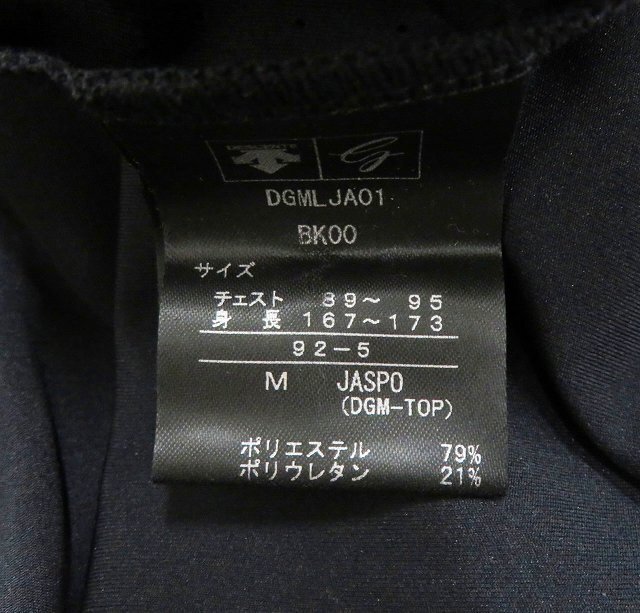 DGMLJA01
BK00
サイズ
チェスト 89～ 95
身 長 167～173
92-5
M JASPO
(DGM-TOP)
ポリエステル 79%
ポリウレタン 21%